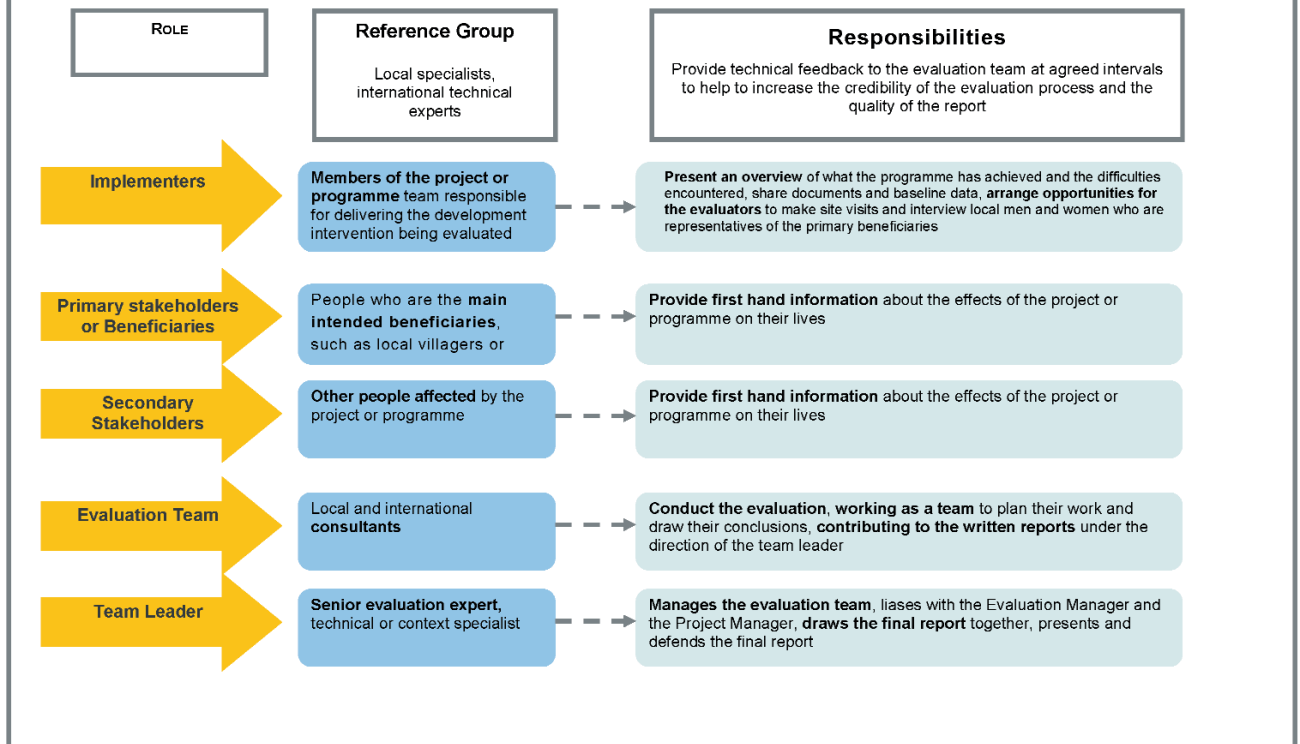 ROLE
Reference Group
Local specialists,
international technical
experts
Responsibilities
Provide technical feedback to the evaluation team at agreed intervals
to help to increase the credibility of the evaluation process and the
quality of the report
Implementers
Members of the project or
programme team responsible
for delivering the development
intervention being evaluated
Present an overview of what the programme has achieved and the difficulties
encountered, share documents and baseline data, arrange opportunities for
the evaluators to make site visits and interview local men and women who are
representatives of the primary beneficiaries
Primary stakeholders
or Beneficiaries
People who are the main
intended beneficiaries,
such as local villagers or
Provide first hand information about the effects of the project or
programme on their lives
Secondary
Stakeholders
Other people affected by the
project or programme
Provide first hand information about the effects of the project or
programme on their lives
Evaluation Team
Local and international
consultants
Conduct the evaluation, working as a team to plan their work and
draw their conclusions, contributing to the written reports under the
direction of the team leader
Team Leader
Senior evaluation expert,
technical or context specialist
Manages the evaluation team, liases with the Evaluation Manager and
the Project Manager, draws the final report together, presents and
defends the final report